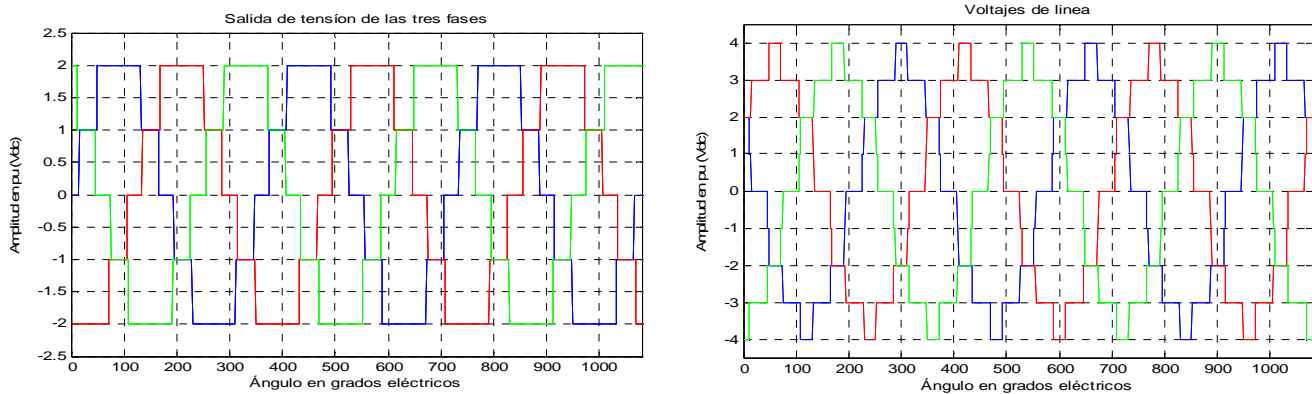 Salida de tensíon de las tres fases
2.5
2
1.5
1
0.5
0
-0.5
-1
-1.5
-2
-2.5
Amplitud en pu (Vdc)
0 100 200 300 400 500 600 700 800 900 1000
Ángulo en grados eléctricos
Voltajes de linea
4
3
2
1
0
-1
-2
-3
-4
Amplitud en pu (Vdc)
0 100 200 300 400 500 600 700 800 900 1000
Ángulo en grados eléctricos